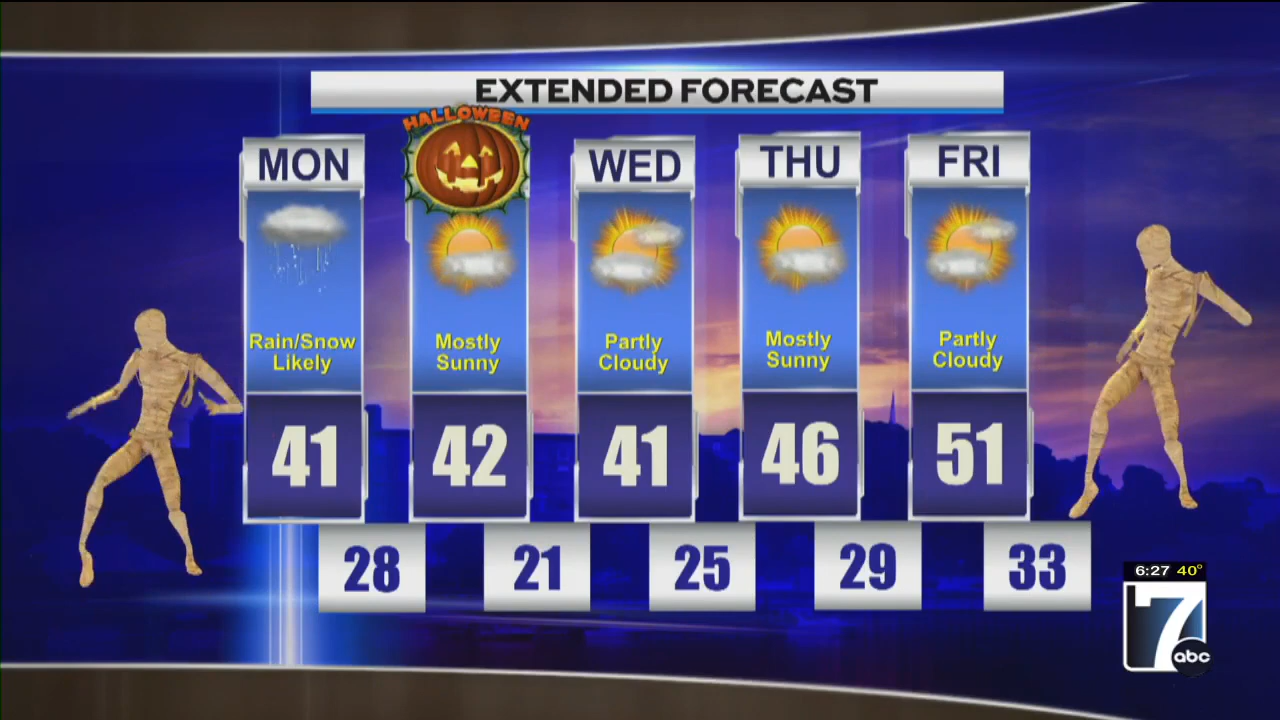 EXTENDED FORECAST
MON
HALLOWEEN
WED
THU
FRI
Rain/Snow
Likely
Mostly
Sunny
Partly
Cloudy
Mostly
Sunny
Partly
Cloudy
41
42
41
46
51
28
21
25
29
33
6:27 40°
7
abc